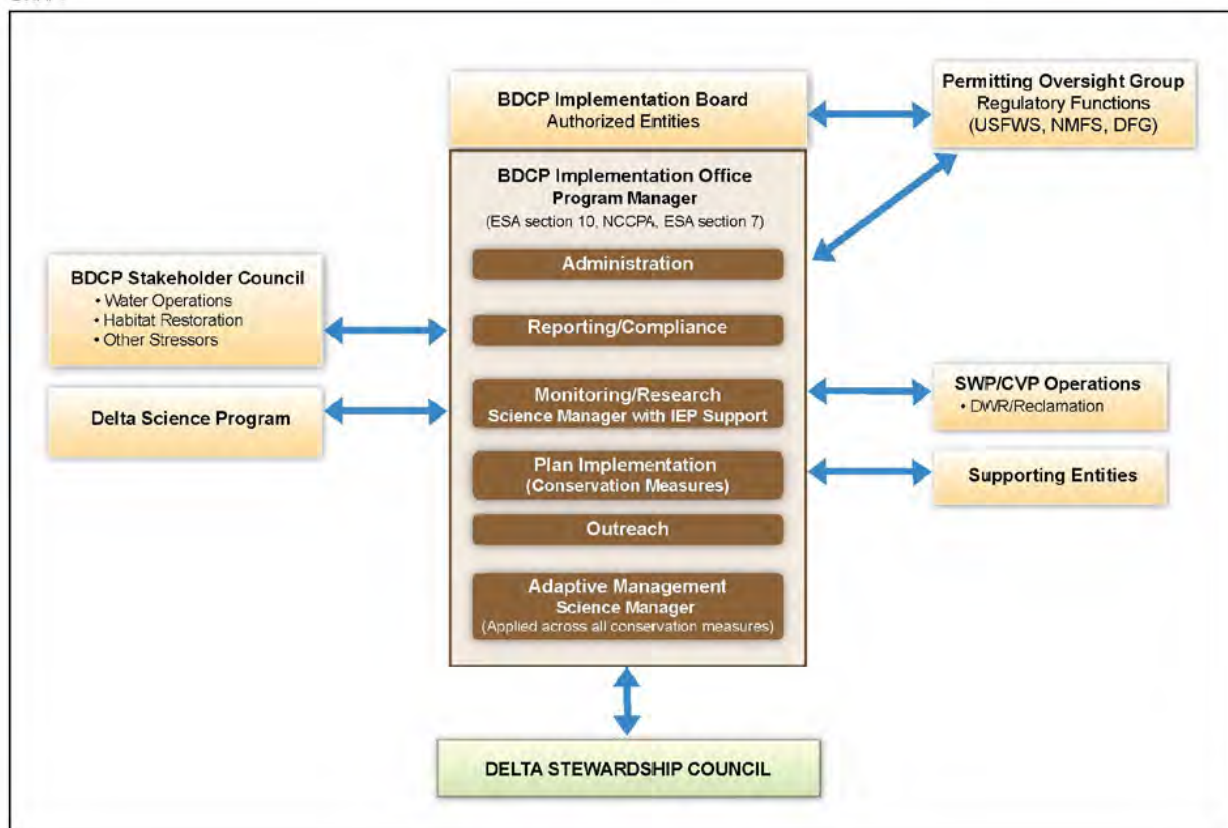 BDCP Implementation Board
Authorized Entities
Permitting Oversight Group
Regulatory Functions
(USFWS, NMFS, DFG)
BDCP Implementation Office
Program Manager
(ESA section 10, NCCPA, ESA section 7)
Administration
BDCP Stakeholder Council
• Water Operations
• Habitat Restoration
• Other Stressors
Reporting/Compliance
Delta Science Program
Monitoring/Research
Science Manager with IEP Support
SWP/CVP Operations
• DWR/Reclamation
Plan Implementation
(Conservation Measures)
Supporting Entities
Outreach
Adaptive Management
Science Manager
(Applied across all conservation measures)
DELTA STEWARDSHIP COUNCIL